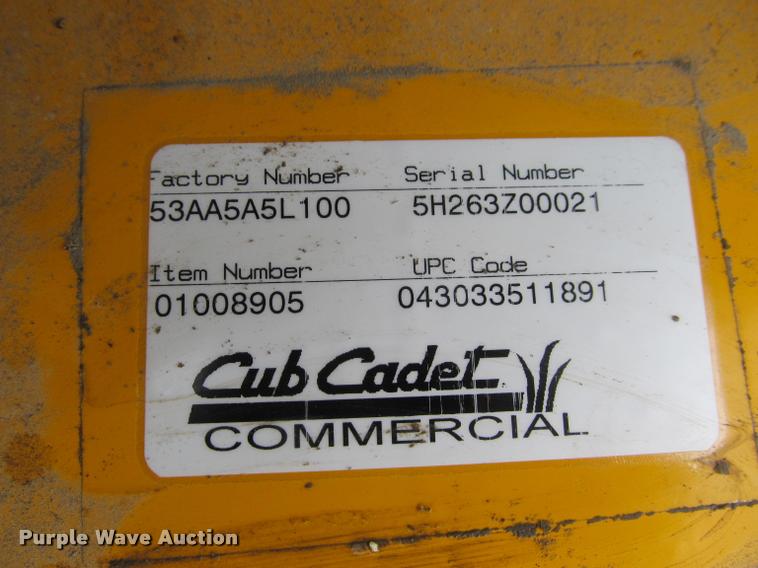 Factory Number Serial Number
53AA5A5L100 5H263Z00021
Item Number UPC Code
01008905 043033511891
Cub Cadet
COMMERCIAL
Purple Wave Auction